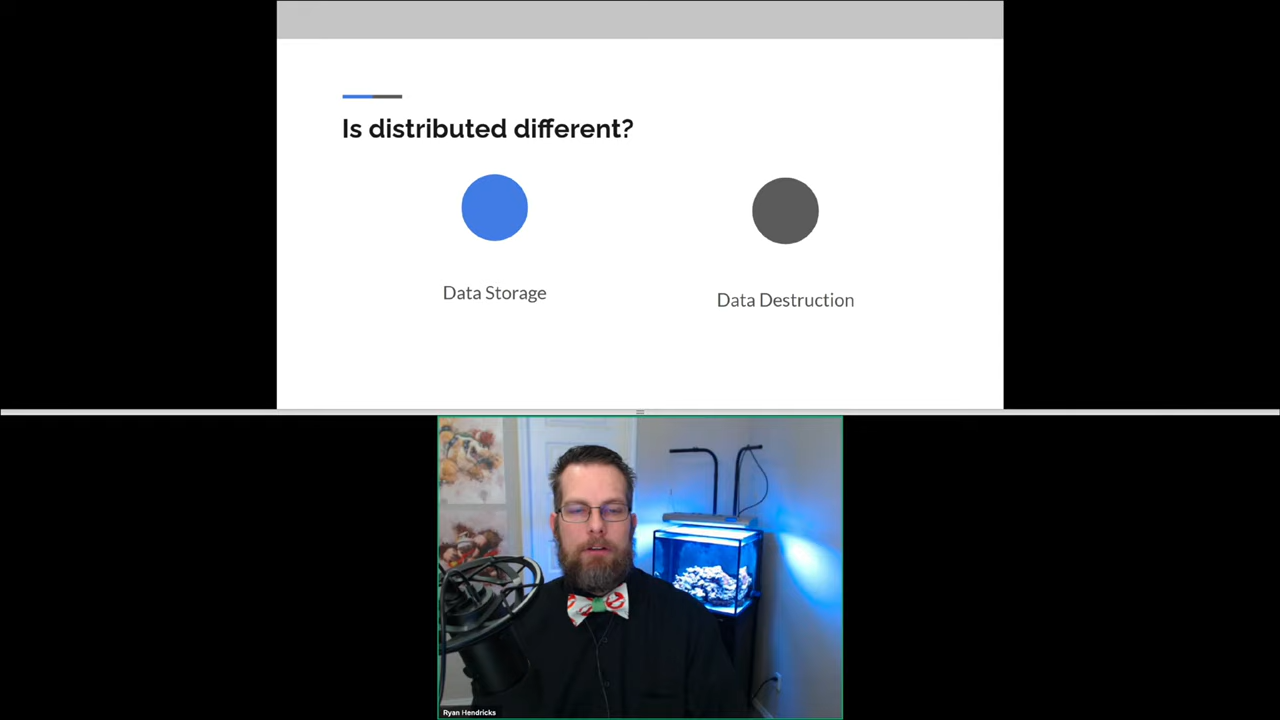 Is distributed different?
Data Storage
Data Destruction
Ryan Hendricks